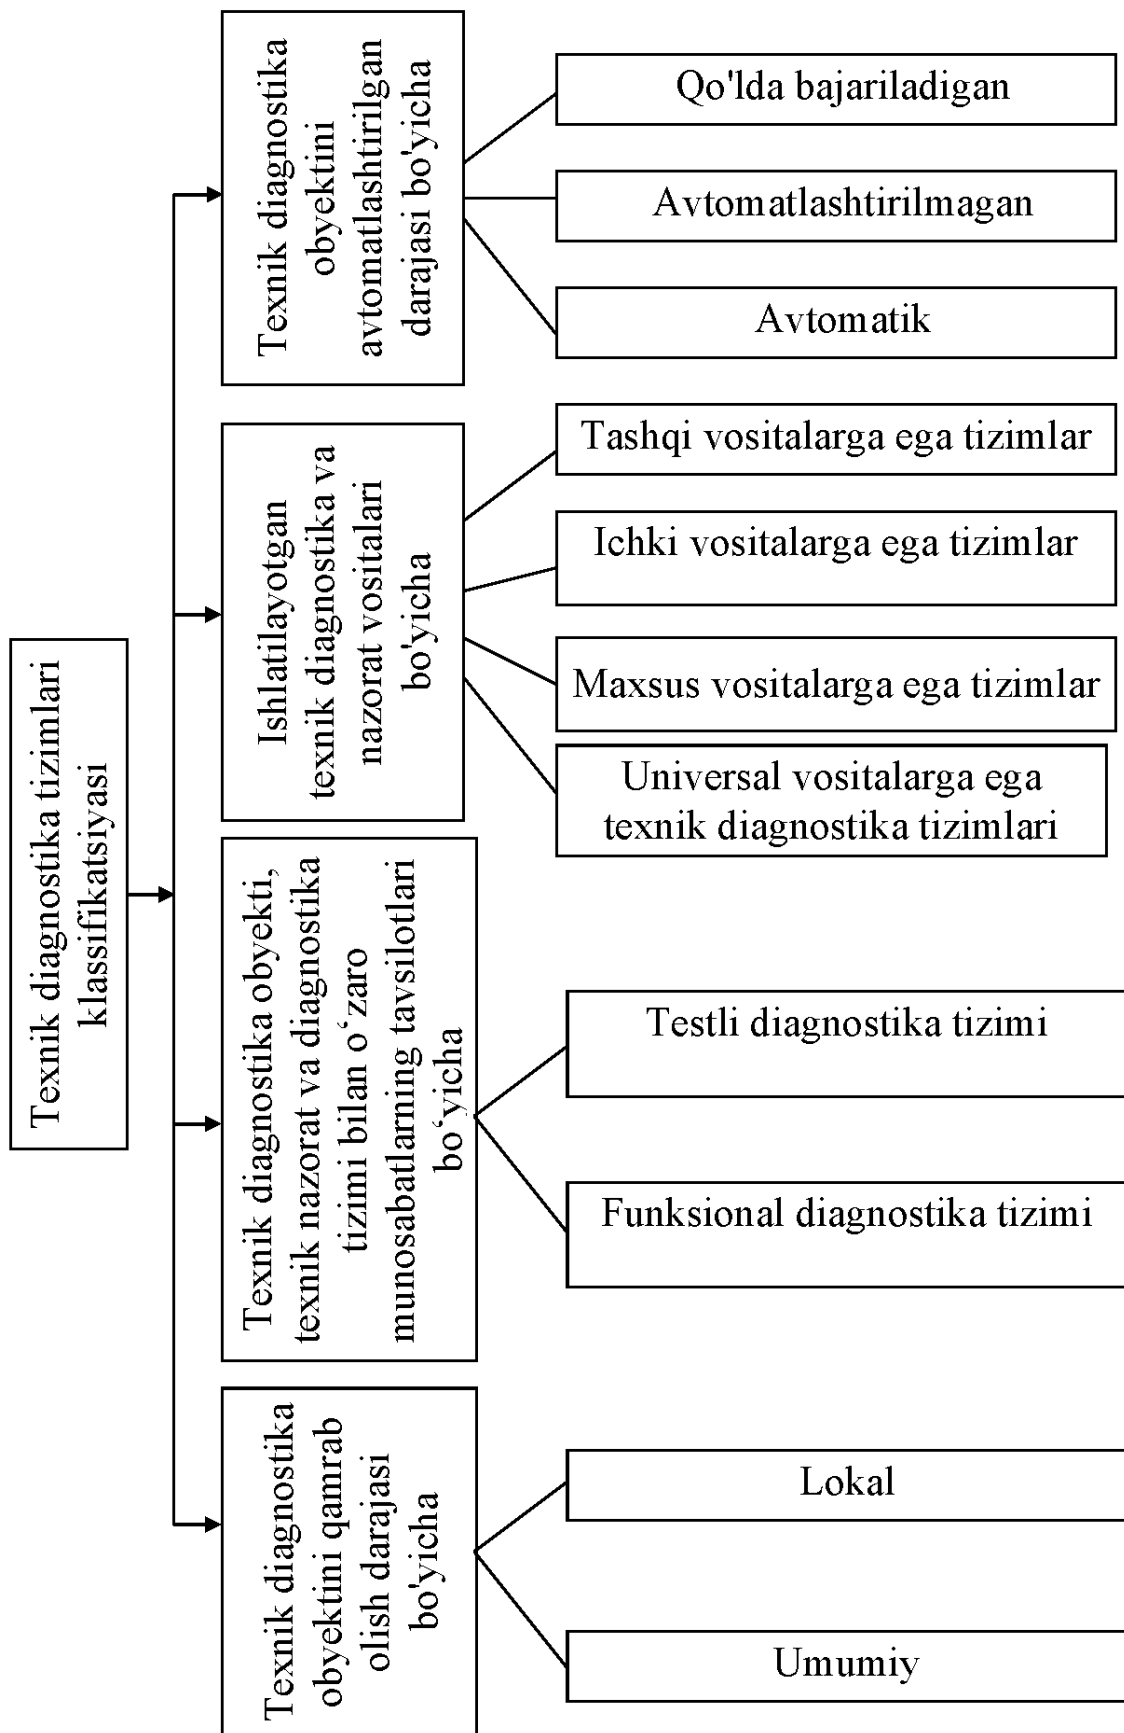 Texnik diagnostika tizimlari
klassifikatsiyasi
Texnik diagnostika
obyektini
avtomatlashtirilgan
darajasi bo'yicha
Qo'lda bajariladigan
Avtomatlashtirilmagan
Avtomatik
Ishlatilayotgan
texnik diagnostika va
nazorat vositalari
bo'yicha
Tashqi vositalarga ega tizimlar
Ichki vositalarga ega tizimlar
Maxsus vositalarga ega tizimlar
Universal vositalarga ega
texnik diagnostika tizimlari
Texnik diagnostika obyekti,
texnik nazorat va diagnostika
tizimi bilan o‘zaro
munosabatlarning tavsilotlari
bo‘yicha
Testli diagnostika tizimi
Funksional diagnostika tizimi
Texnik diagnostika
obyektini qamrab
olish darajasi
bo'yicha
Lokal
Umumiy